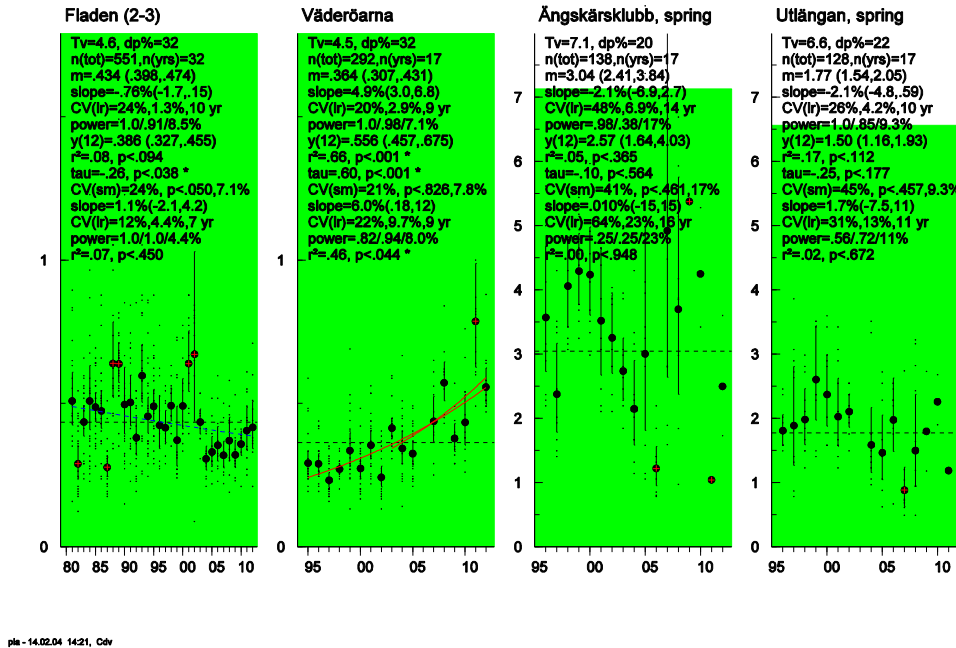 Fladen (2-3)
Tv=4.6, dp%=32
n(tot)=551,n(yrs)=32
m=.434 (.398,.474)
slope=-.76%(-1.7,.15)
CV(lr)=24%,1.3%,10 yr
power=1.0/.91/8.5%
y(12)=.386 (.327,.455)
r²=.08, p<.094
tau=-.26, p<.038 *
CV(sm)=24%, p<.050,7.1%
slope=1.1%(-2.1,4.2)
CV(lr)=12%,4.4%,7 yr
power=1.0/1.0/4.4%
r²=.07, p<.450
1
0
80 85 90 95 00 05 10
Väderöarna
Tv=4.5, dp%=32
n(tot)=292,n(yrs)=17
m=.364 (.307,.431)
slope=4.9%(3.0,6.8)
CV(lr)=20%,2.9%,9 yr
power=1.0/.98/7.1%
y(12)=.556 (.457,.675)
r²=.66, p<.001 *
tau=.60, p<.001 *
CV(sm)=21%, p<.826,7.8%
slope=6.0%(.18,12)
CV(lr)=22%,9.7%,9 yr
power=.82/.94/8.0%
r²=.46, p<.044 *
1
0
95 00 05 10
Ängskärsklubb, spring
Tv=7.1, dp%=20
n(tot)=138,n(yrs)=17
m=3.04 (2.41,3.84)
slope=-2.1%(-6.9,2.7)
CV(lr)=48%,6.9%,14 yr
power=.98/.38/17%
y(12)=2.57 (1.64,4.03)
r²=.05, p<.365
tau=-.10, p<.564
CV(sm)=41%, p<.461,17%
slope=.010%(-15,15)
CV(lr)=64%,23%,16 yr
power=.25/.25/23%
r²=.00, p<.948
7
6
5
4
3
2
1
0
95 00 05 10
Utlängan, spring
Tv=6.6, dp%=22
n(tot)=128,n(yrs)=17
m=1.77 (1.54,2.05)
slope=-2.1%(-4.8,.59)
CV(lr)=26%,4.2%,10 yr
power=1.0/.85/9.3%
y(12)=1.50 (1.16,1.93)
r²=.17, p<.112
tau=-.25, p<.177
CV(sm)=45%, p<.457,9.3%
slope=1.7%(-7.5,11)
CV(lr)=31%,13%,11 yr
power=.56/.72/11%
r²=.02, p<.672
7
6
5
4
3
2
1
0
95 00 05 10
pia - 14.02.04 14:21, Cdv